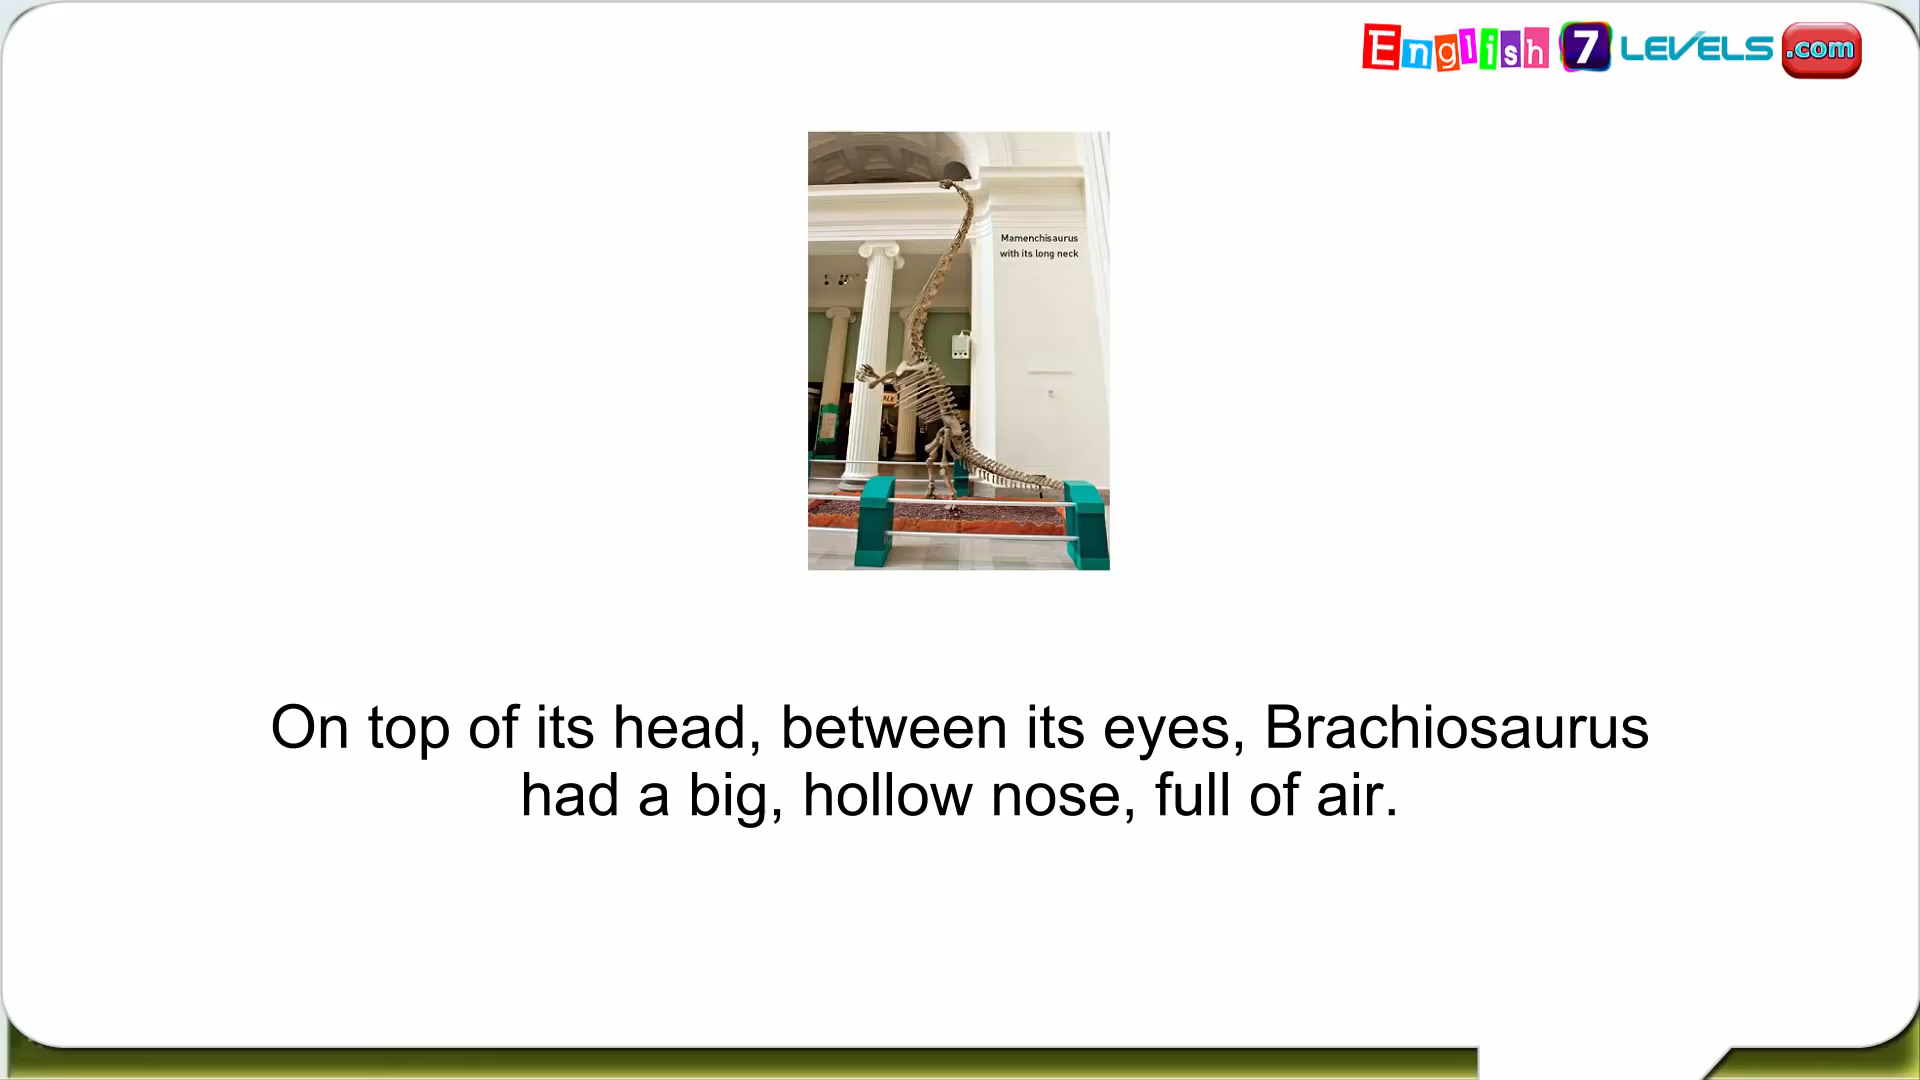 English 7 LEVELS .com
Mamenchisaurus
with its long neck
On top of its head, between its eyes, Brachiosaurus
had a big, hollow nose, full of air.